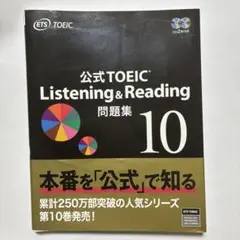 ETS TOEIC
公式TOEIC®
Listening & Reading
問題集 10
本番を「公式」で知る
累計250万部突破の人気シリーズ
第10巻発売！